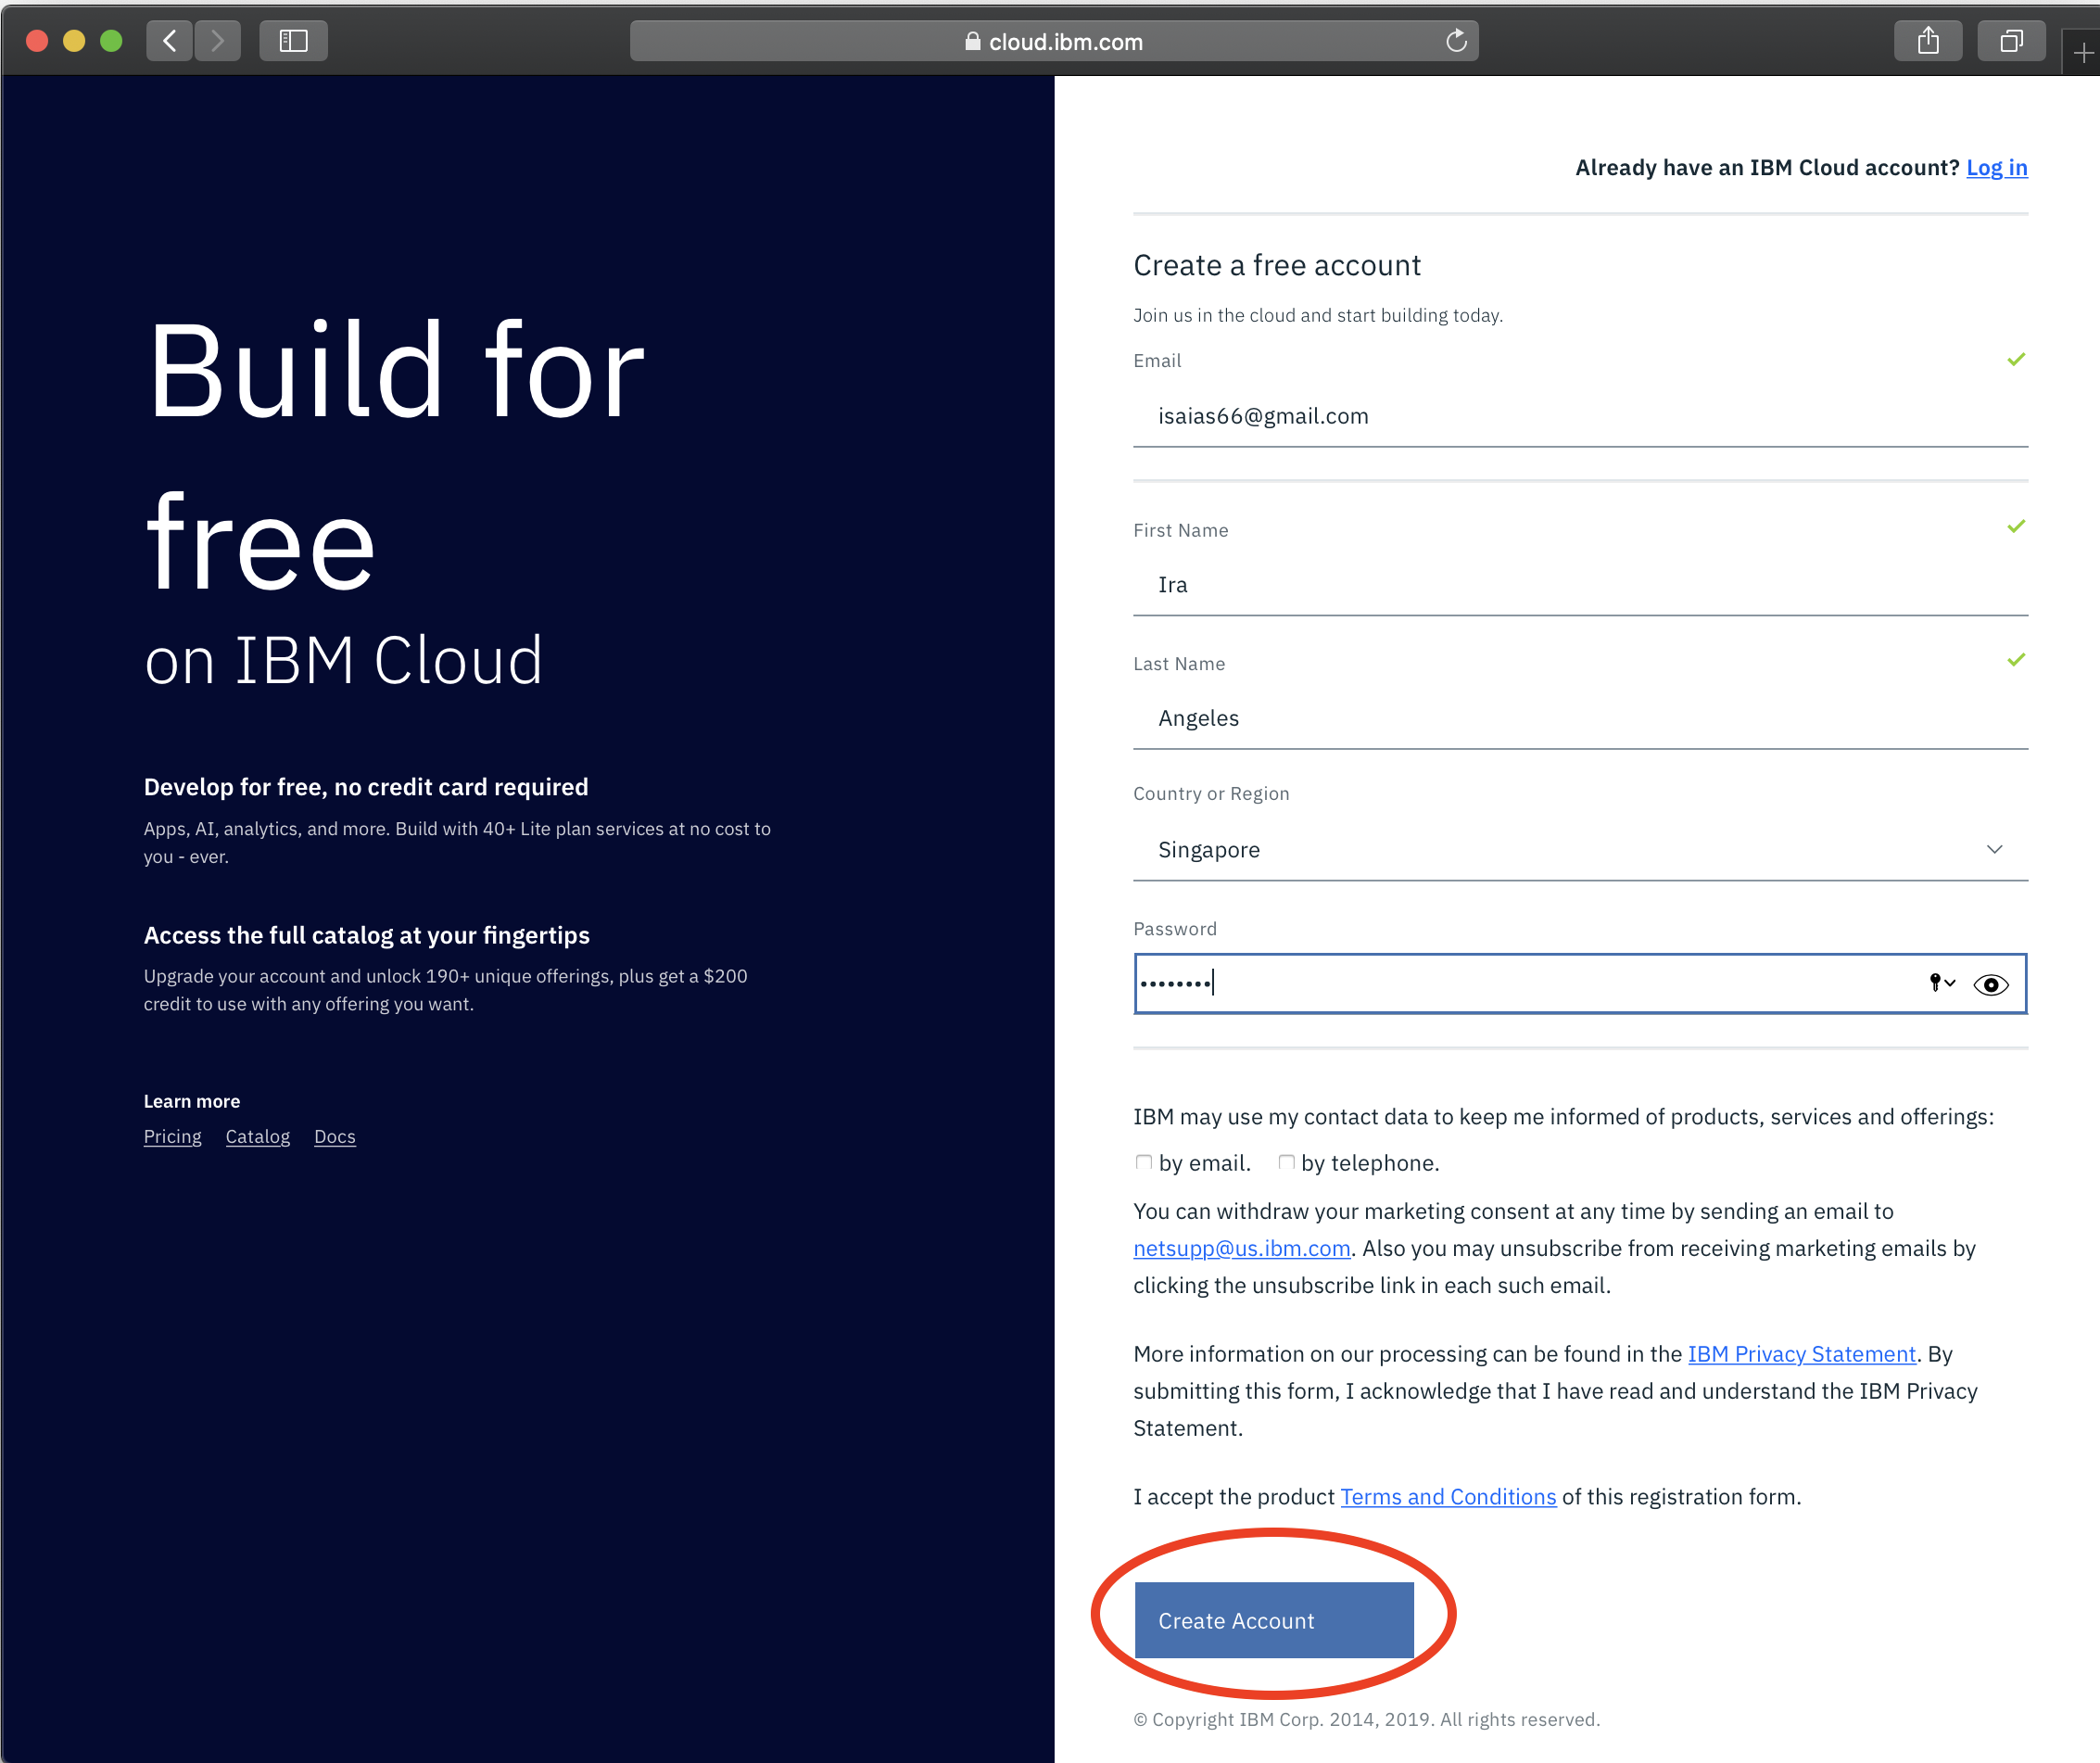 cloud.ibm.com
Build for
free
on IBM Cloud
Develop for free, no credit card required
Apps, AI, analytics, and more. Build with 40+ Lite plan services at no cost to
you - ever.
Access the full catalog at your fingertips
Upgrade your account and unlock 190+ unique offerings, plus get a $200
credit to use with any offering you want.
Learn more
Pricing Catalog Docs
Already have an IBM Cloud account? Log in
Create a free account
Join us in the cloud and start building today.
Email
isaias66@gmail.com
First Name
Ira
Last Name
Angeles
Country or Region
Singapore
Password
••••••••
IBM may use my contact data to keep me informed of products, services and offerings:
by email. by telephone.
You can withdraw your marketing consent at any time by sending an email to
netsupp@us.ibm.com. Also you may unsubscribe from receiving marketing emails by
clicking the unsubscribe link in each such email.
More information on our processing can be found in the IBM Privacy Statement. By
submitting this form, I acknowledge that I have read and understand the IBM Privacy
Statement.
I accept the product Terms and Conditions of this registration form.
Create Account
© Copyright IBM Corp. 2014, 2019. All rights reserved.